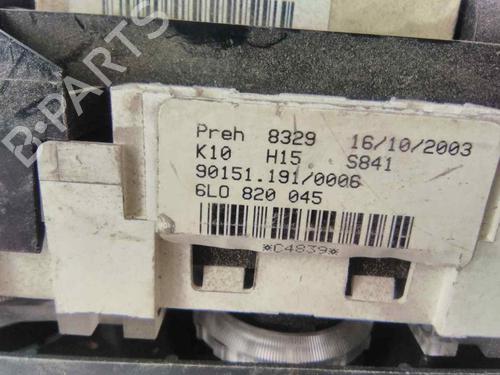 B-PARTS
Preh 8329 16/10/2003
K10 H15 S841
90151.191/0006
6L0 820 045
*C4839*